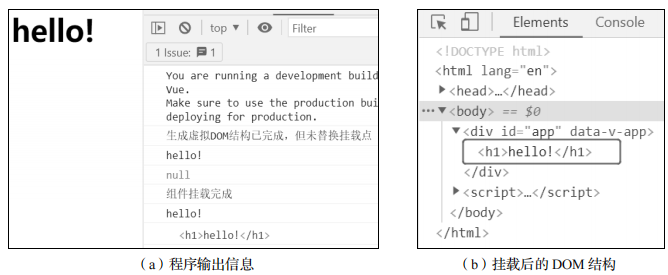 hello!
top ▼
Filter
1 Issue: 1
You are running a development build
Vue.
Make sure to use the production bui
deploying for production.
生成虚拟DOM结构已完成，但未替换挂载点
hello!
null
组件挂载完成
hello!
<h1>hello!</h1>
（a）程序输出信息
Elements Console
<!DOCTYPE html>
<html lang="en">
▶<head>…</head>
…▼<body> == $0
▼<div id="app" data-v-app>
<h1>hello!</h1>
</div>
▶<script>…</script>
</body>
</html>
（b）挂载后的 DOM 结构